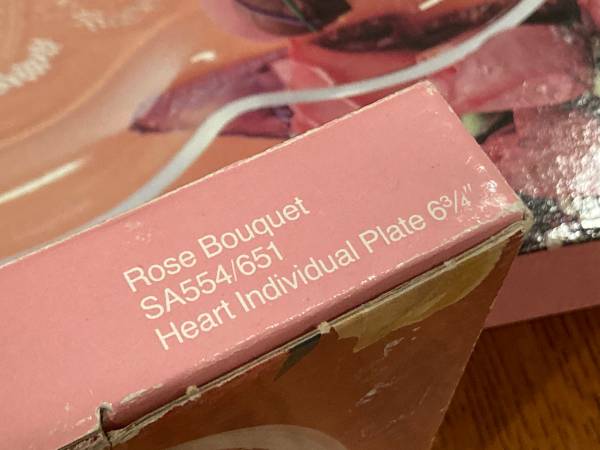 Rose Bouquet
SA554/651
Heart Individual Plate 6¾"